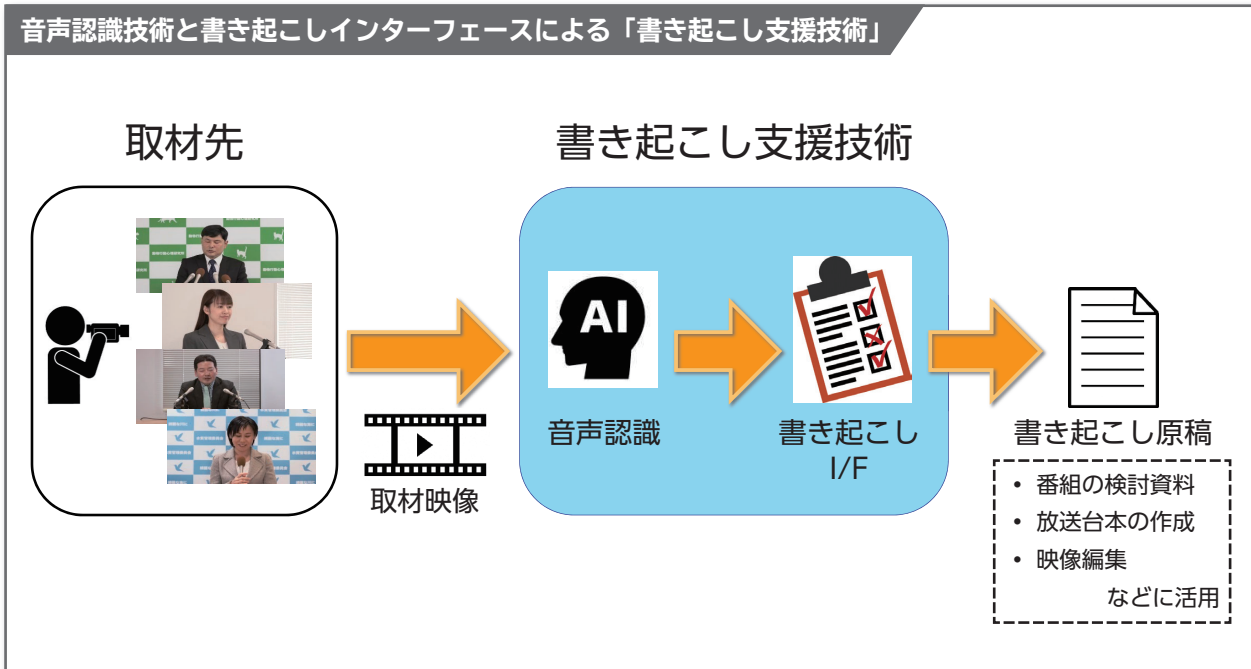 音声認識技術と書き起こしインターフェースによる「書き起こし支援技術」
取材先
書き起こし支援技術
AI
取材映像
音声認識
書き起こし
I/F
書き起こし原稿
• 番組の検討資料
• 放送台本の作成
• 映像編集
などに活用